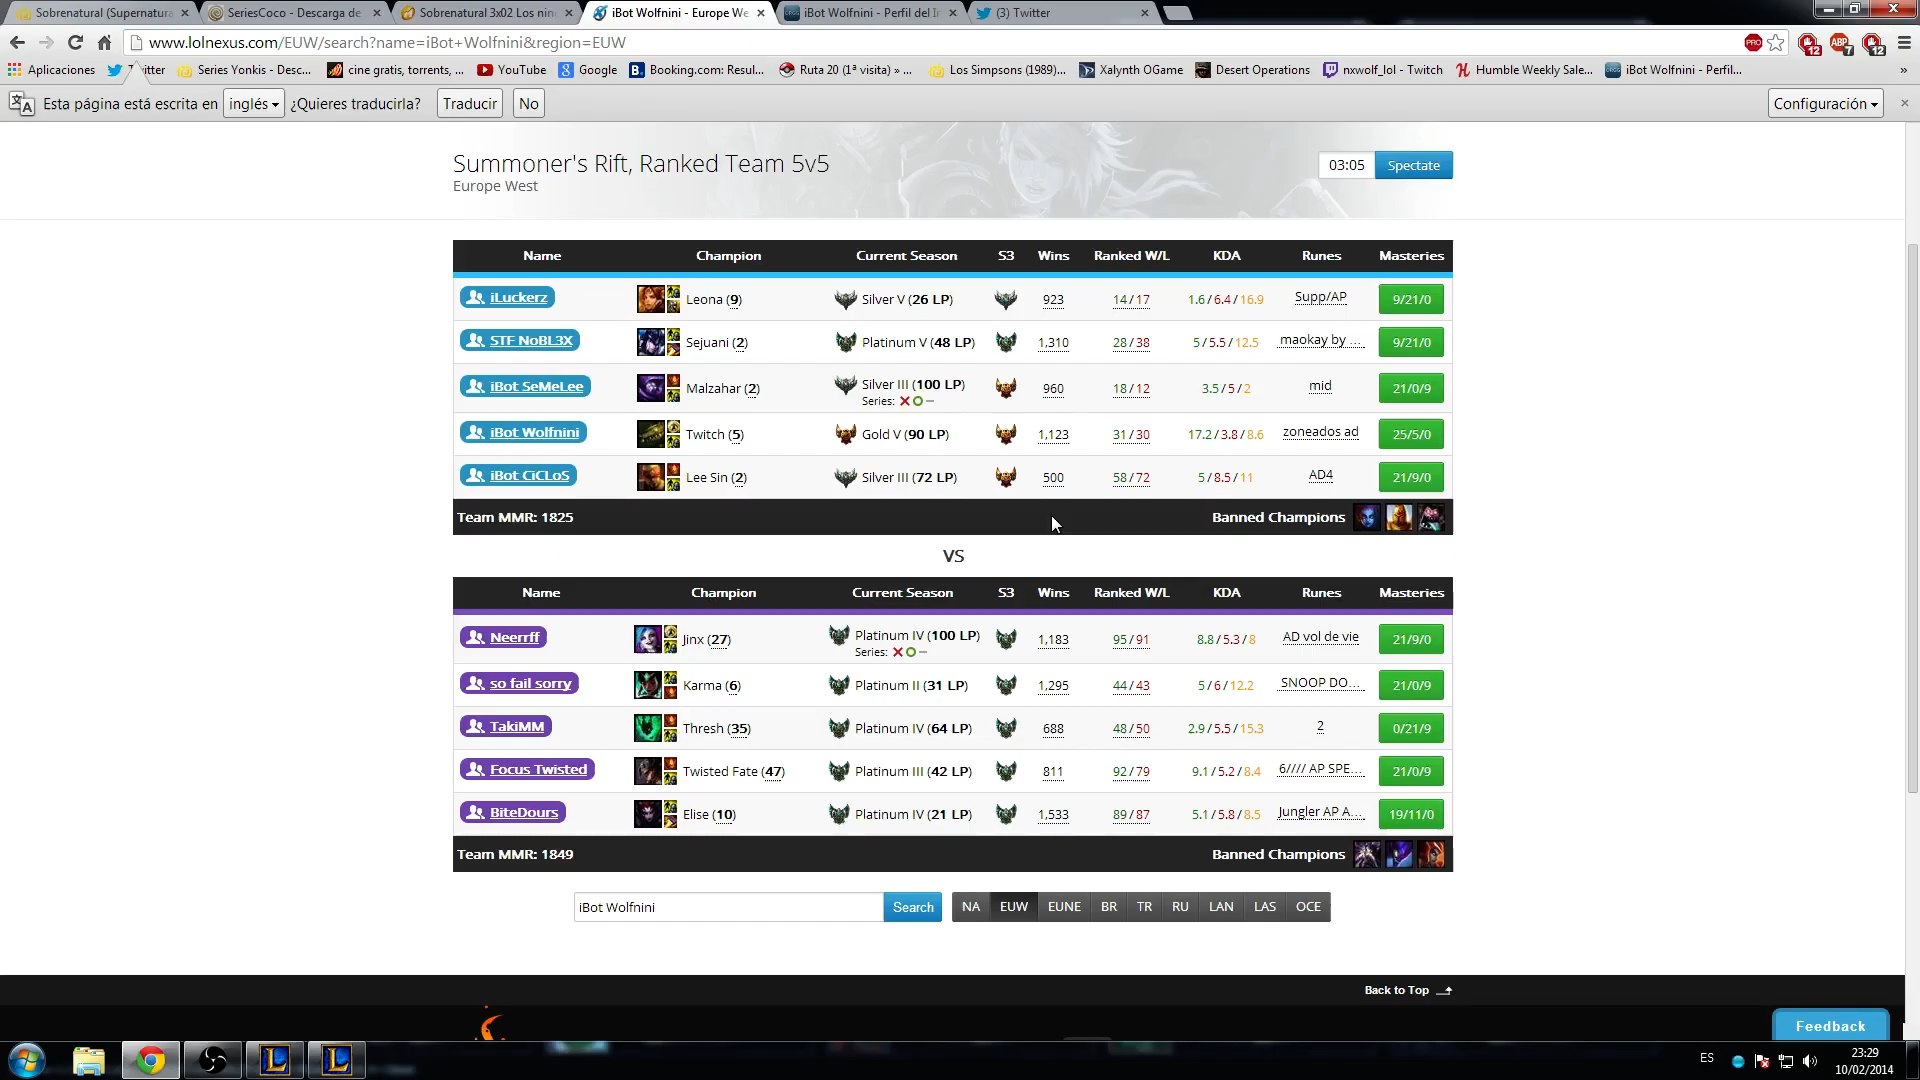 Sobrenatural (Supernatura
SeriesCoco - Descarga de
Sobrenatural 3x02 Los nin
iBot Wolfnini - Europe We
iBot Wolfnini - Perfil del I
(3) Twitter
www.lolnexus.com/EUW/search?name=iBot+Wolfnini&region=EUW
PRO 12 ABP 7 12
Aplicaciones Twitter Series Yonkis - Desc... cine gratis, torrents, ... YouTube Google Booking.com: Resul... Ruta 20 (1ª visita) » ... Los Simpsons (1989)... Xalynth OGame Desert Operations nxwolf_lol - Twitch Humble Weekly Sale... iBot Wolfnini - Perfil... »
Esta página está escrita en inglés ¿Quieres traducirla? Traducir No Configuración
Summoner's Rift, Ranked Team 5v5
Europe West
03:05 Spectate
Name Champion Current Season S3 Wins Ranked W/L KDA Runes Masteries
iLuckerz Leona (9) Silver V (26 LP) 923 14 / 17 1.6 / 6.4 / 16.9 Supp/AP 9/21/0
STF NoBL3X Sejuani (2) Platinum V (48 LP) 1,310 28 / 38 5 / 5.5 / 12.5 maokay by ... 9/21/0
iBot SeMeLee Malzahar (2) Silver III (100 LP) 960 18 / 12 3.5 / 5 / 2 mid 21/0/9
Series:
iBot Wolfnini Twitch (5) Gold V (90 LP) 1,123 31 / 30 17.2 / 3.8 / 8.6 zoneados ad 25/5/0
iBot CiCLoS Lee Sin (2) Silver III (72 LP) 500 58 / 72 5 / 8.5 / 11 AD4 21/9/0
Team MMR: 1825 Banned Champions
VS
Name Champion Current Season S3 Wins Ranked W/L KDA Runes Masteries
Neerrff Jinx (27) Platinum IV (100 LP) 1,183 95 / 91 8.8 / 5.3 / 8 AD vol de vie 21/9/0
Series:
so fail sorry Karma (6) Platinum II (31 LP) 1,295 44 / 43 5 / 6 / 12.2 SNOOP DO... 21/0/9
TakiMM Thresh (35) Platinum IV (64 LP) 688 48 / 50 2.9 / 5.5 / 15.3 2 0/21/9
Focus Twisted Twisted Fate (47) Platinum III (42 LP) 811 92 / 79 9.1 / 5.2 / 8.4 6//// AP SPE... 21/0/9
BiteDours Elise (10) Platinum IV (21 LP) 1,533 89 / 87 5.1 / 5.8 / 8.5 Jungler AP A... 19/11/0
Team MMR: 1849 Banned Champions
iBot Wolfnini Search NA EUW EUNE BR TR RU LAN LAS OCE
Back to Top
Feedback
ES
23:29
10/02/2014